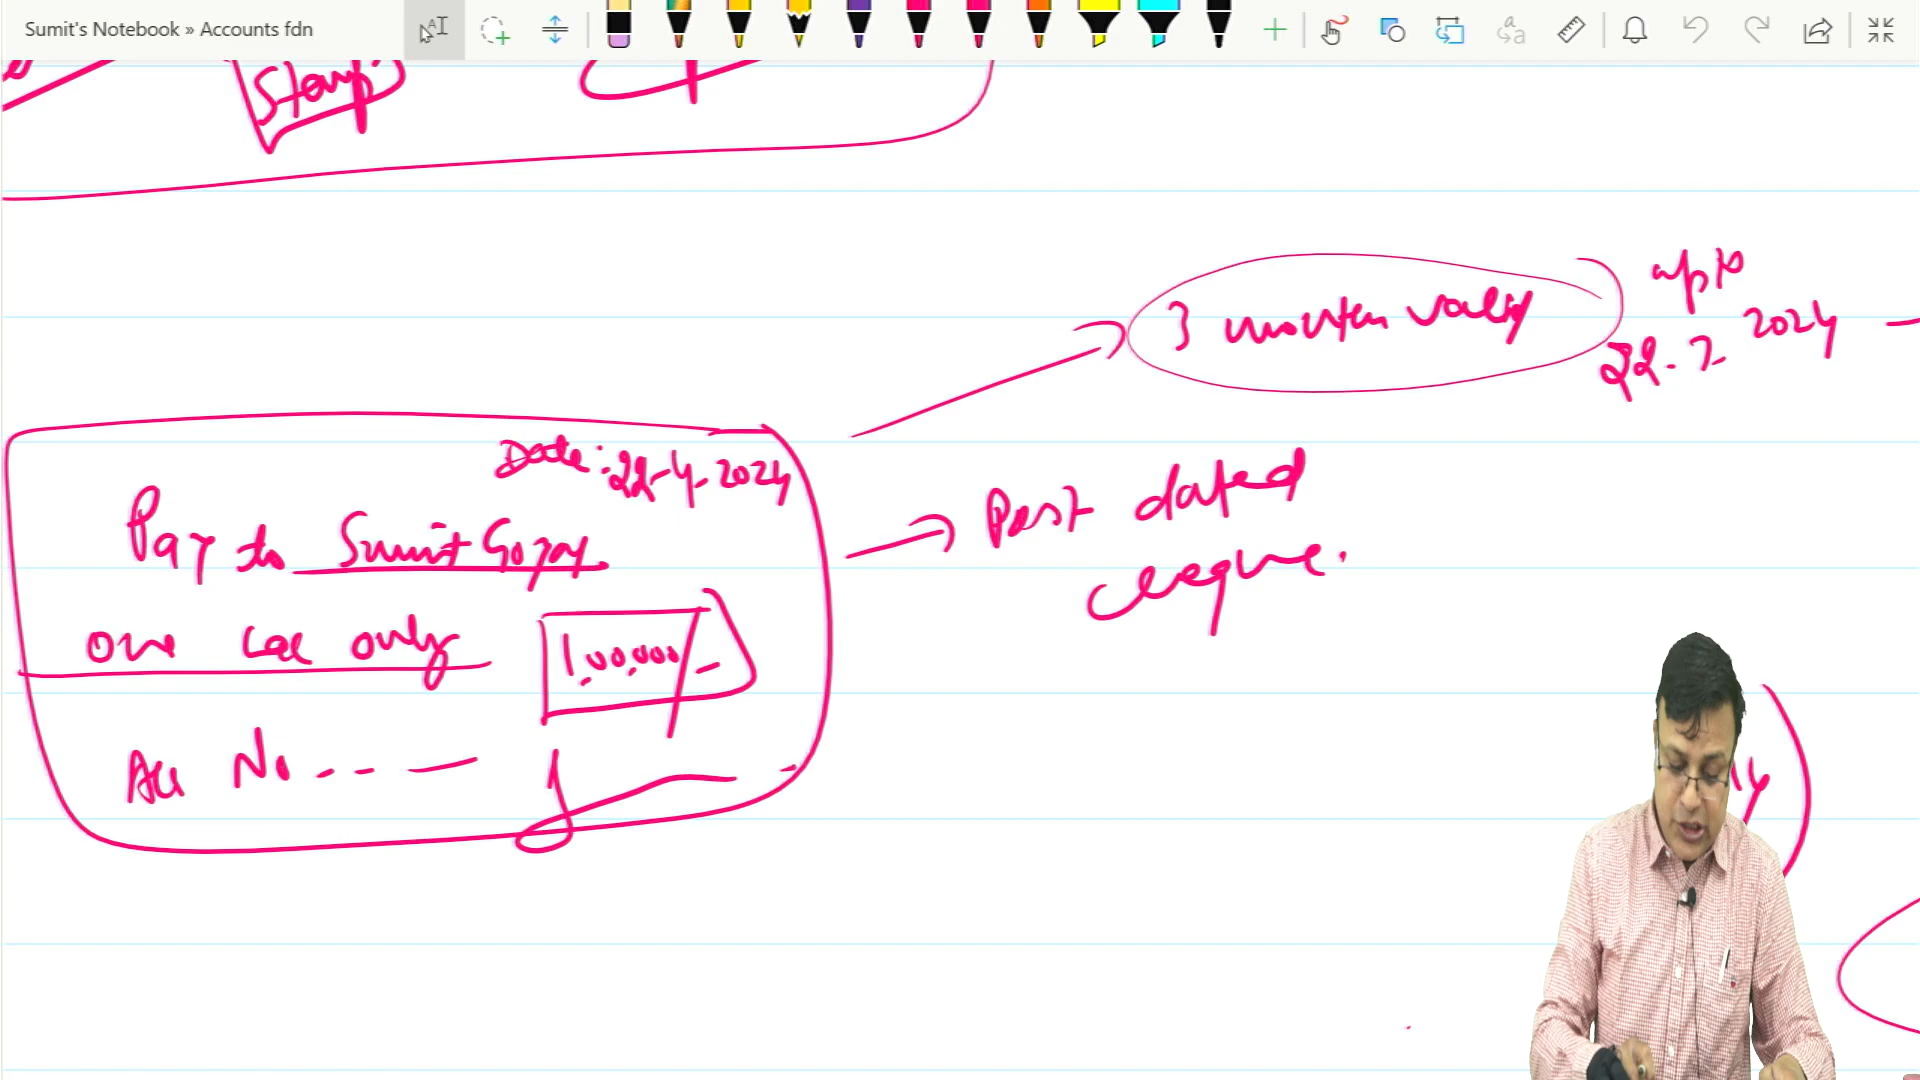 Sumit's Notebook » Accounts fdn
Stamp
3 months valid
upto
22-7-2024
Date: 22-4-2024
Pay to Sumit Goyal
one lac only
1,00,000/-
Acc No. - - -
Post dated
cheque.